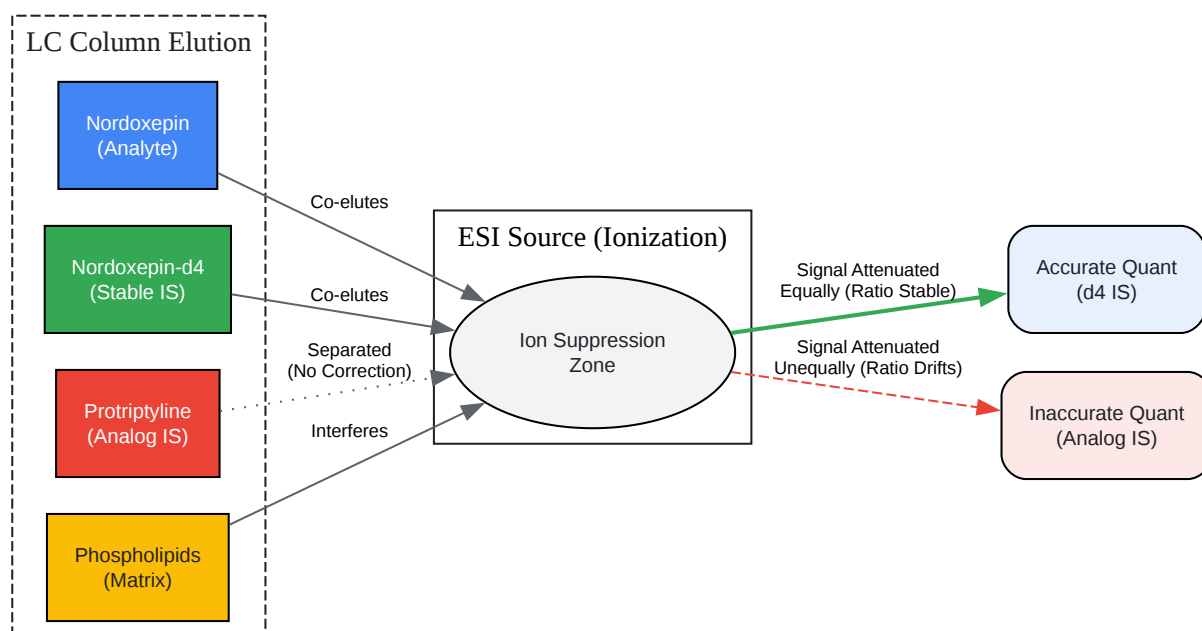 LC Column Elution
Nordoxepin
(Analyte)
Nordoxepin-d4
(Stable IS)
Protriptyline
(Analog IS)
Phospholipids
(Matrix)
Co-elutes
Co-elutes
Separated
(No Correction)
Interferes
ESI Source (Ionization)
Ion Suppression
Zone
Signal Attenuated
Equally (Ratio Stable)
Signal Attenuated
Unequally (Ratio Drifts)
Accurate Quant
(d4 IS)
Inaccurate Quant
(Analog IS)